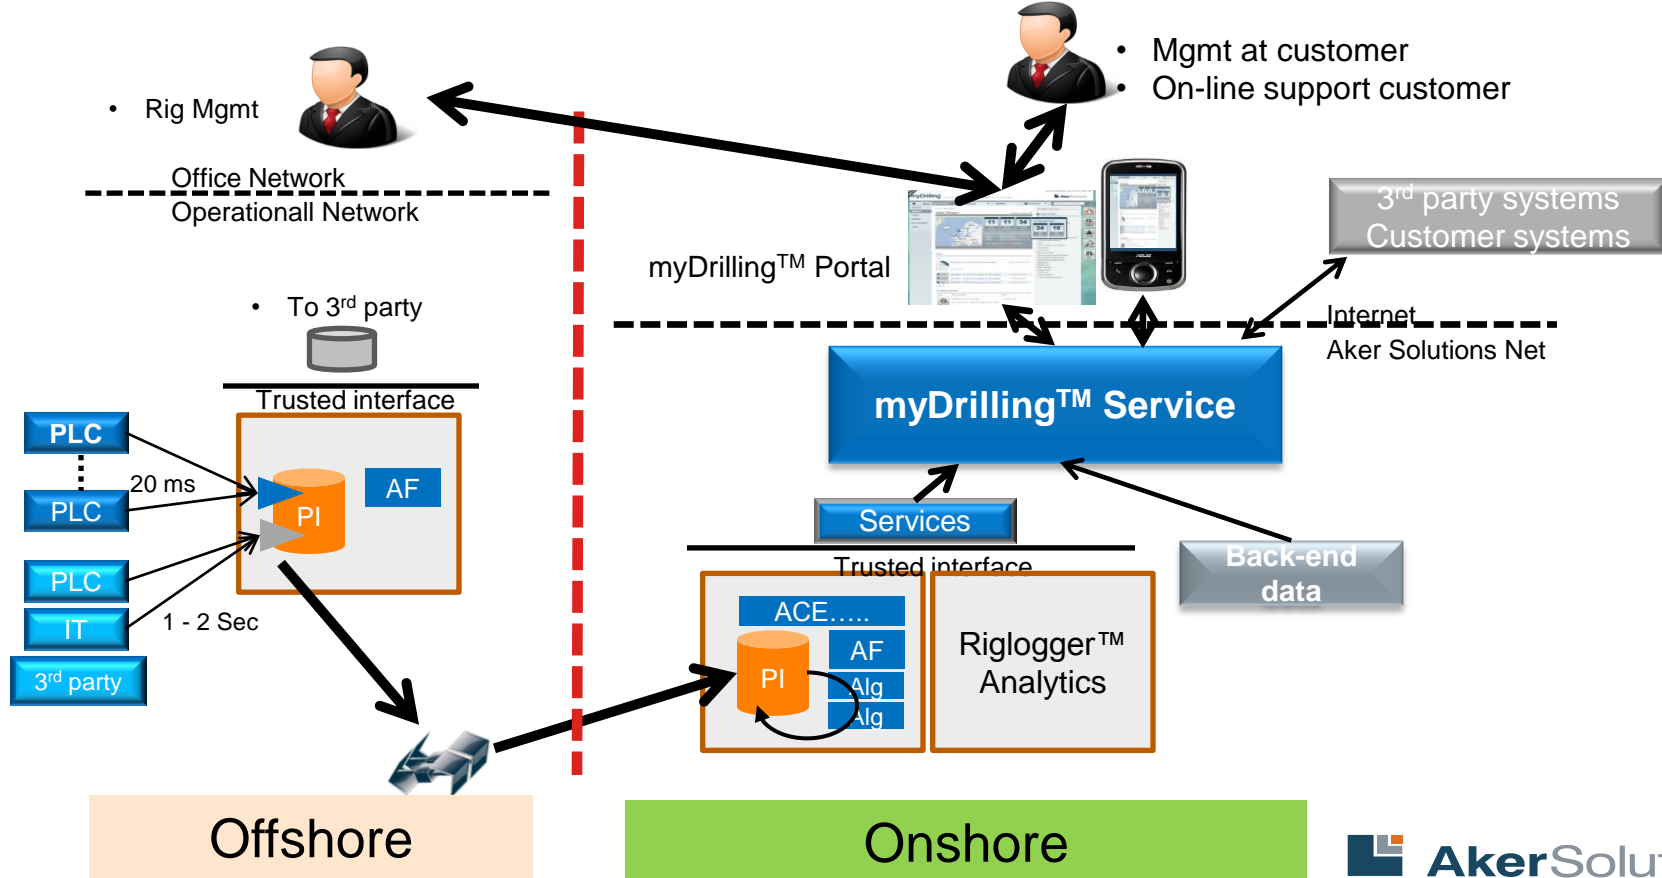 • Mgmt at customer
• On-line support customer
• Rig Mgmt
Office Network
Operationall Network
myDrilling™ Portal
myDrilling
3rd party systems
Customer systems
• To 3rd party
Internet
Aker Solutions Net
Trusted interface
myDrilling™ Service
PLC
20 ms
PLC
PI
AF
Services
PLC
IT
1 - 2 Sec
3rd party
Trusted interface
Back-end
data
ACE.....
PI
AF
Alg
Alg
Riglogger™
Analytics
Offshore
Onshore
AkerSolut